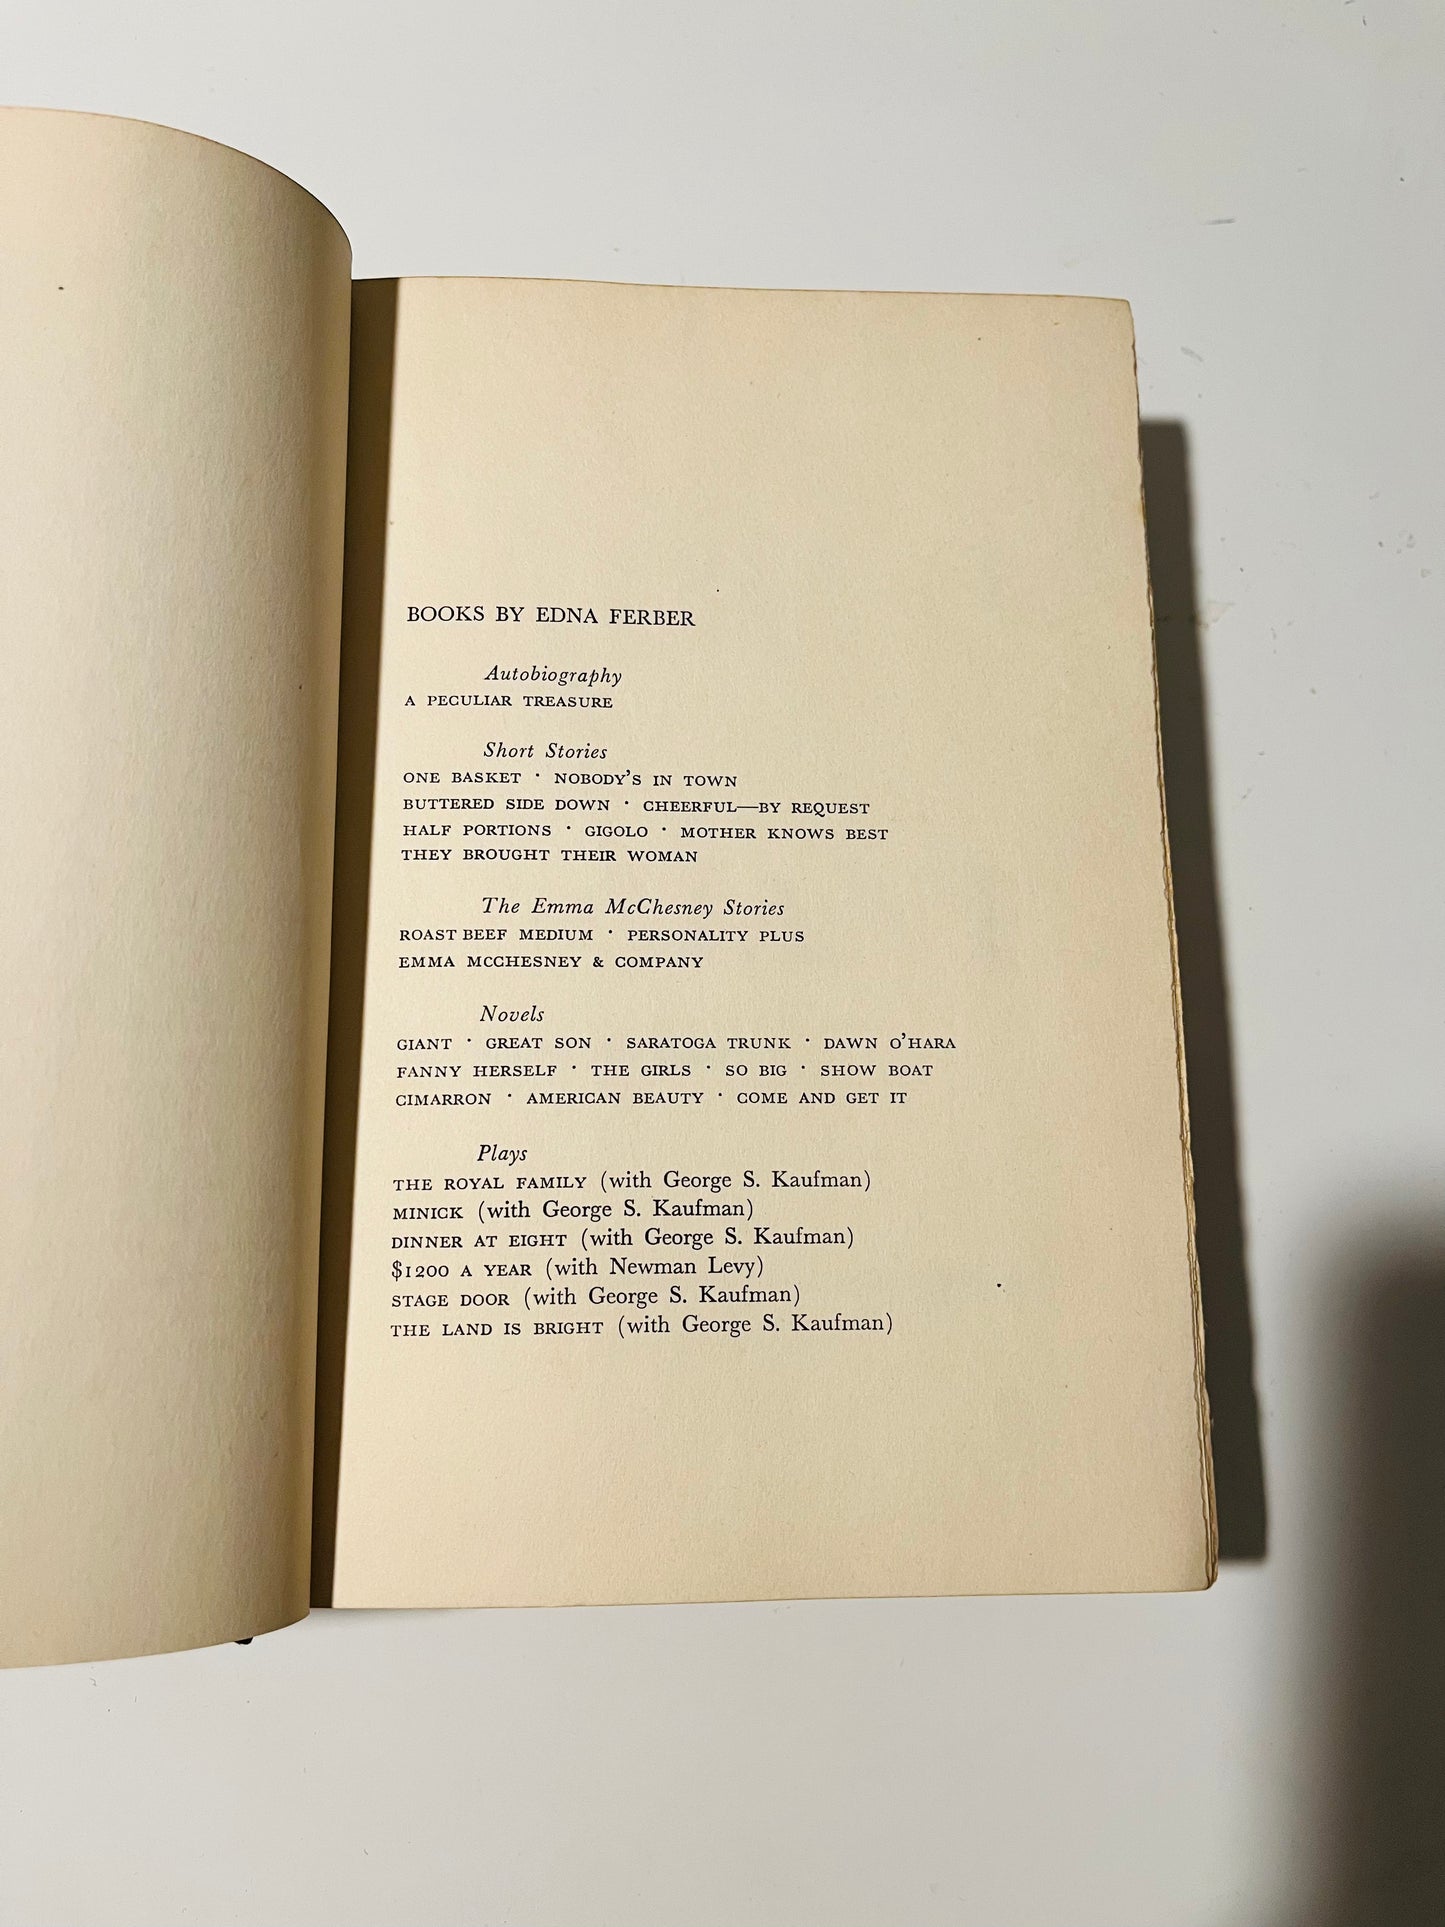 BOOKS BY EDNA FERBER
Autobiography
A PECULIAR TREASURE
Short Stories
ONE BASKET · NOBODY'S IN TOWN
BUTTERED SIDE DOWN · CHEERFUL—BY REQUEST
HALF PORTIONS · GIGOLO · MOTHER KNOWS BEST
THEY BROUGHT THEIR WOMAN
The Emma McChesney Stories
ROAST BEEF MEDIUM · PERSONALITY PLUS
EMMA MCCHESNEY & COMPANY
Novels
GIANT · GREAT SON · SARATOGA TRUNK · DAWN O'HARA
FANNY HERSELF · THE GIRLS · SO BIG · SHOW BOAT
CIMARRON · AMERICAN BEAUTY · COME AND GET IT
Plays
THE ROYAL FAMILY (with George S. Kaufman)
MINICK (with George S. Kaufman)
DINNER AT EIGHT (with George S. Kaufman)
$1200 A YEAR (with Newman Levy)
STAGE DOOR (with George S. Kaufman)
THE LAND IS BRIGHT (with George S. Kaufman)